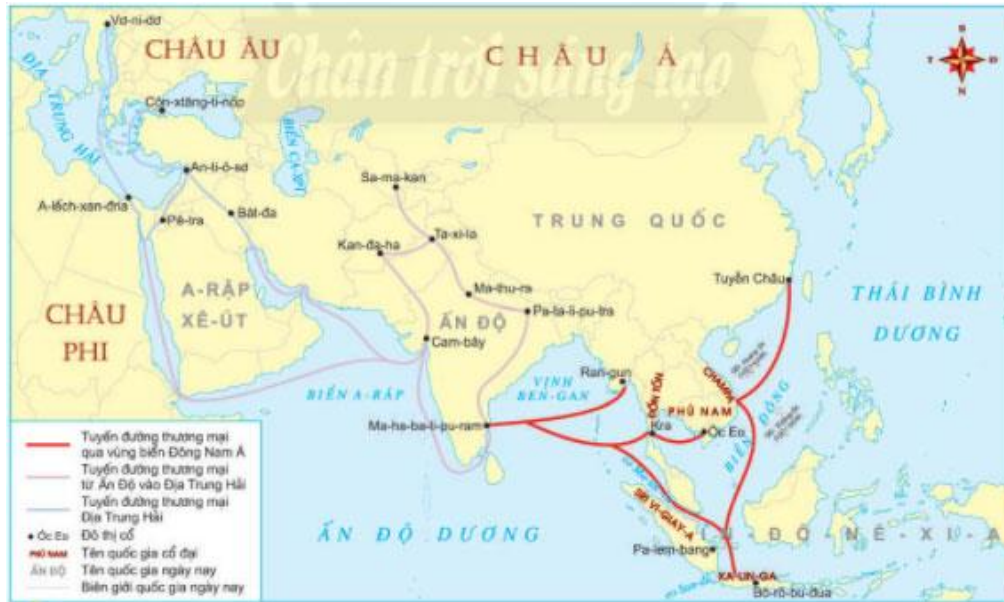 Chân trời sáng tạo
Vơ-ni-dơ
CHÂU ÂU
CHÂU Á
B
T
Đ
N
ĐỊA TRUNG HẢI
Côn-xtăng-ti-nốp
BIỂN CA-XPI
An-ti-ô-sơ
Sa-ma-kan
A-lếch-xan-đria
Pê-tra
Bát-đa
Kan-đa-ha
Ta-xi-la
TRUNG QUỐC
Tuyền Châu
A-RẬP
XÊ-ÚT
Ma-thu-ra
ẤN ĐỘ
Pa-ta-li-pu-tra
CHÂU
PHI
THÁI BÌNH
DƯƠNG
Cam-bây
Ran-gun
BIỂN A-RẬP
VỊNH
BEN-GAN
ĐỐN TỐN
CHAMPA
PHÙ NAM
Ma-ha-ba-li-pu-ram
Kra
Óc Eo
BIỂN ĐÔNG
ẤN ĐỘ DƯƠNG
SRI VI-GIAY-A
IN-ĐÔ-NÊ-XI-A
Pa-lem-bang
XA-LUN-GA
Bô-rô-bu-đua
Tuyến đường thương mại
qua vùng biển Đông Nam Á
Tuyến đường thương mại
từ Ấn Độ vào Địa Trung Hải
Tuyến đường thương mại
Địa Trung Hải
Óc Eo Đô thị cổ
PHÙ NAM Tên quốc gia cổ đại
ẤN ĐỘ Tên quốc gia ngày nay
Biên giới quốc gia ngày nay